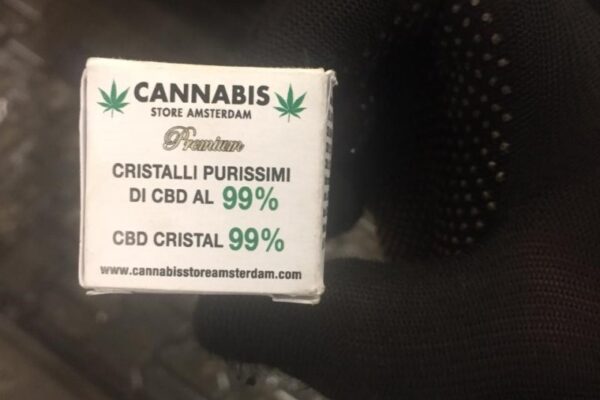 CANNABIS
STORE AMSTERDAM
Premium
CRISTALLI PURISSIMI
DI CBD AL 99%
CBD CRISTAL 99%
www.cannabisstoreamsterdam.com